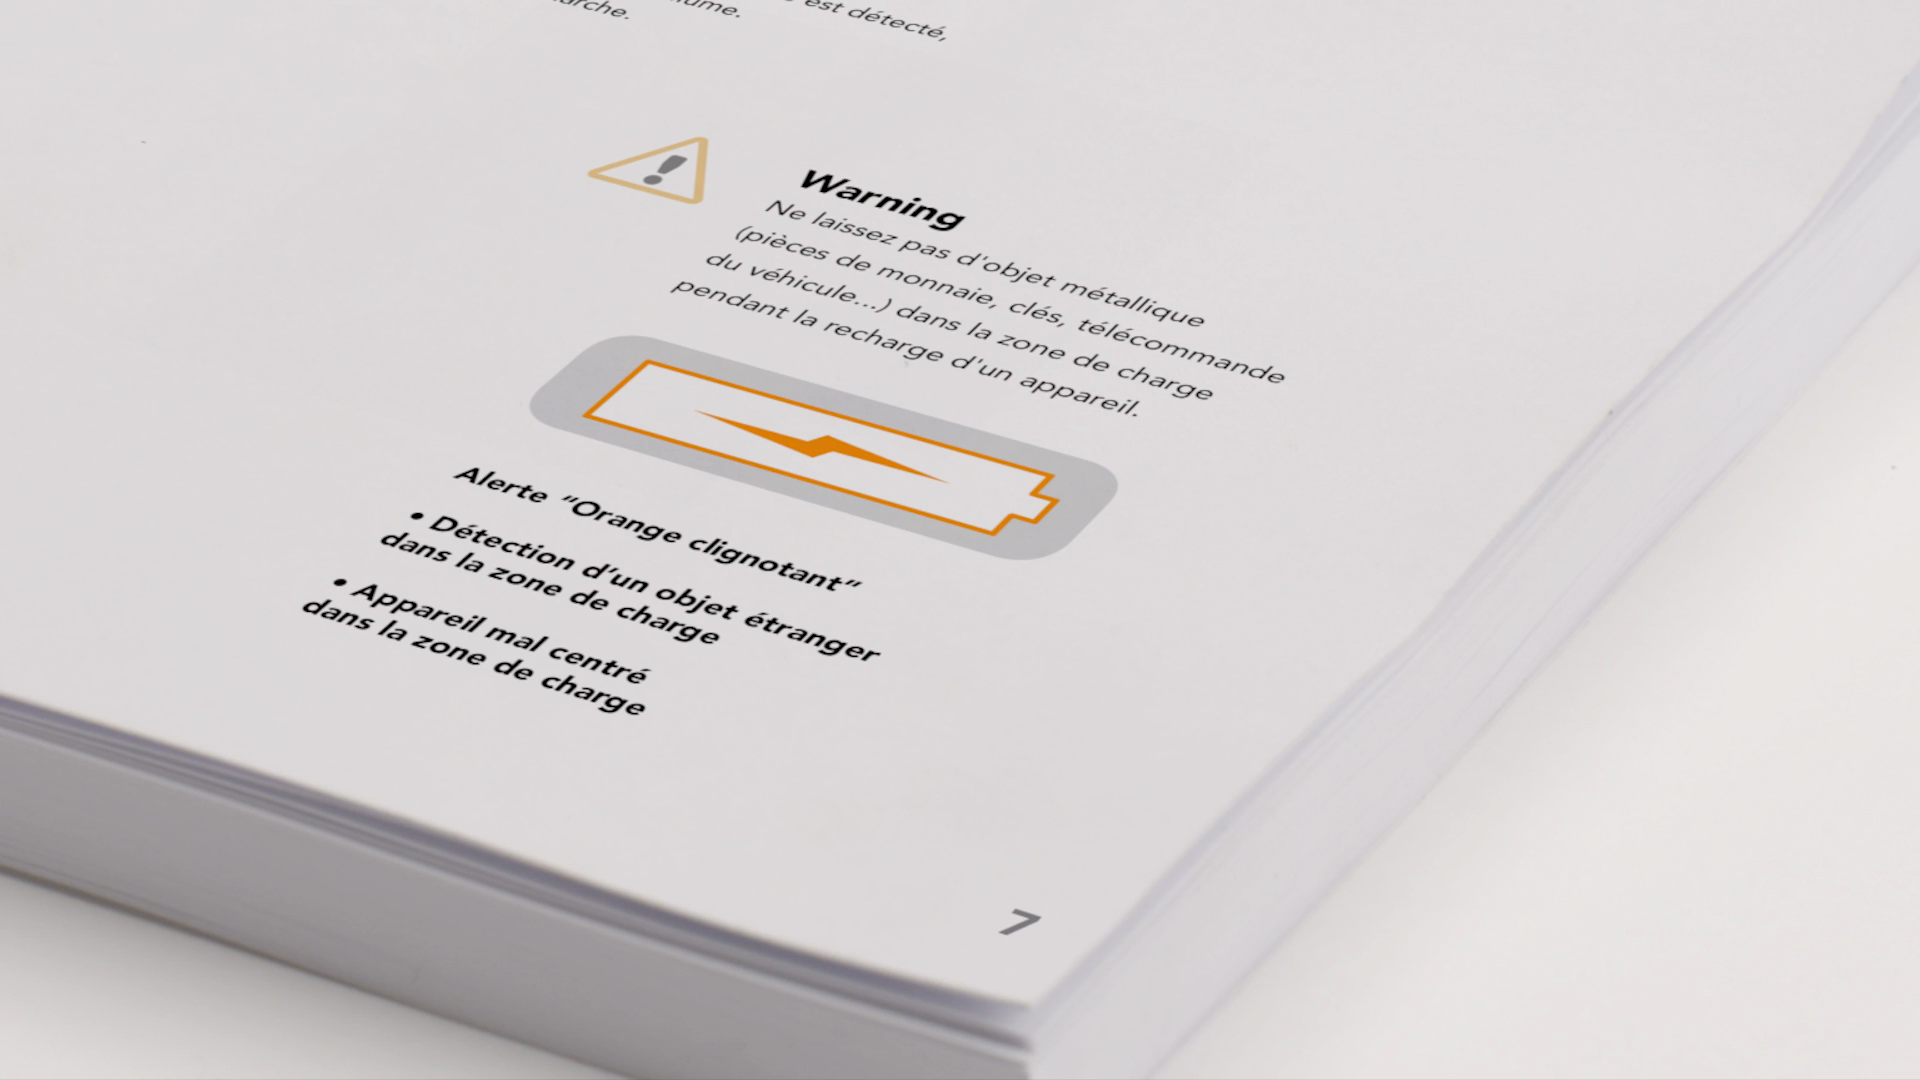 est détecté,
Warning
Ne laissez pas d'objet métallique
(pièces de monnaie, clés, télécommande
du véhicule...) dans la zone de charge
pendant la recharge d'un appareil.
Alerte “Orange clignotant”
• Détection d’un objet étranger
dans la zone de charge
• Appareil mal centré
dans la zone de charge
7